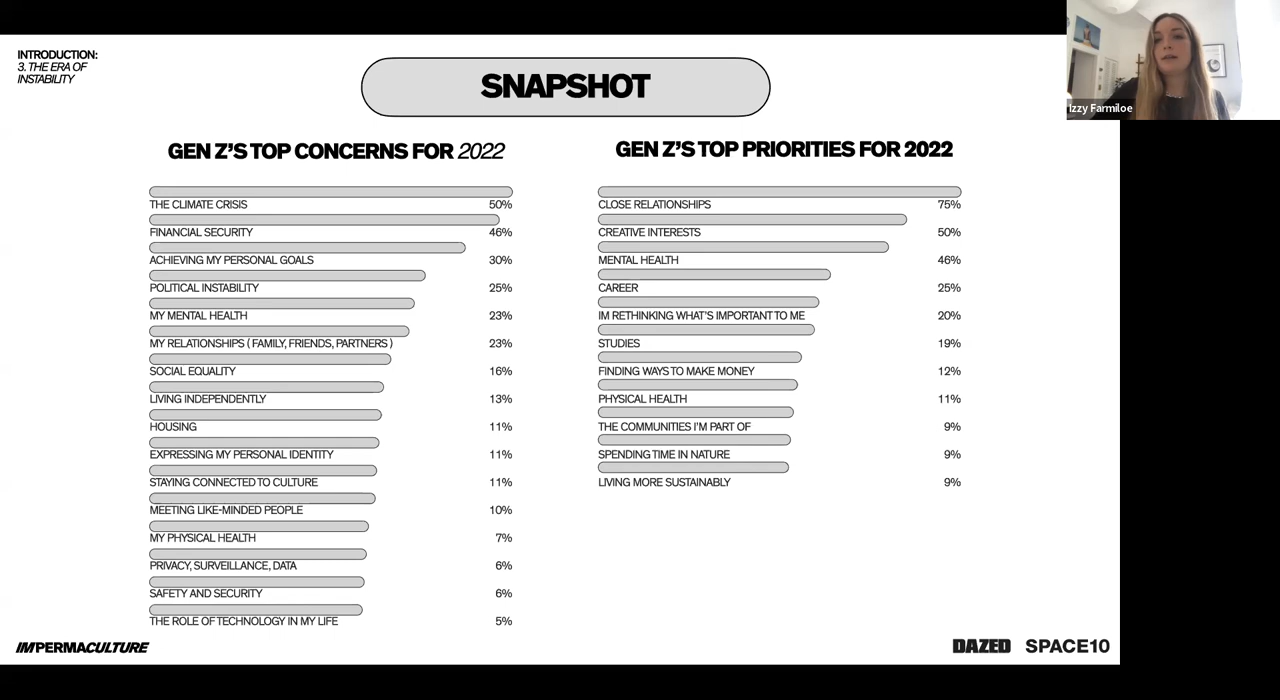 INTRODUCTION:
3. THE ERA OF
INSTABILITY
SNAPSHOT
GEN Z'S TOP CONCERNS FOR 2022
THE CLIMATE CRISIS 50%
FINANCIAL SECURITY 46%
ACHIEVING MY PERSONAL GOALS 30%
POLITICAL INSTABILITY 25%
MY MENTAL HEALTH 23%
MY RELATIONSHIPS ( FAMILY, FRIENDS, PARTNERS ) 23%
SOCIAL EQUALITY 16%
LIVING INDEPENDENTLY 13%
HOUSING 11%
EXPRESSING MY PERSONAL IDENTITY 11%
STAYING CONNECTED TO CULTURE 11%
MEETING LIKE-MINDED PEOPLE 10%
MY PHYSICAL HEALTH 7%
PRIVACY, SURVEILLANCE, DATA 6%
SAFETY AND SECURITY 6%
THE ROLE OF TECHNOLOGY IN MY LIFE 5%
GEN Z'S TOP PRIORITIES FOR 2022
CLOSE RELATIONSHIPS 75%
CREATIVE INTERESTS 50%
MENTAL HEALTH 46%
CAREER 25%
IM RETHINKING WHAT'S IMPORTANT TO ME 20%
STUDIES 19%
FINDING WAYS TO MAKE MONEY 12%
PHYSICAL HEALTH 11%
THE COMMUNITIES I'M PART OF 9%
SPENDING TIME IN NATURE 9%
LIVING MORE SUSTAINABLY 9%
IMPERMACULTURE
DAZED SPACE10
Izzy Farmiloe